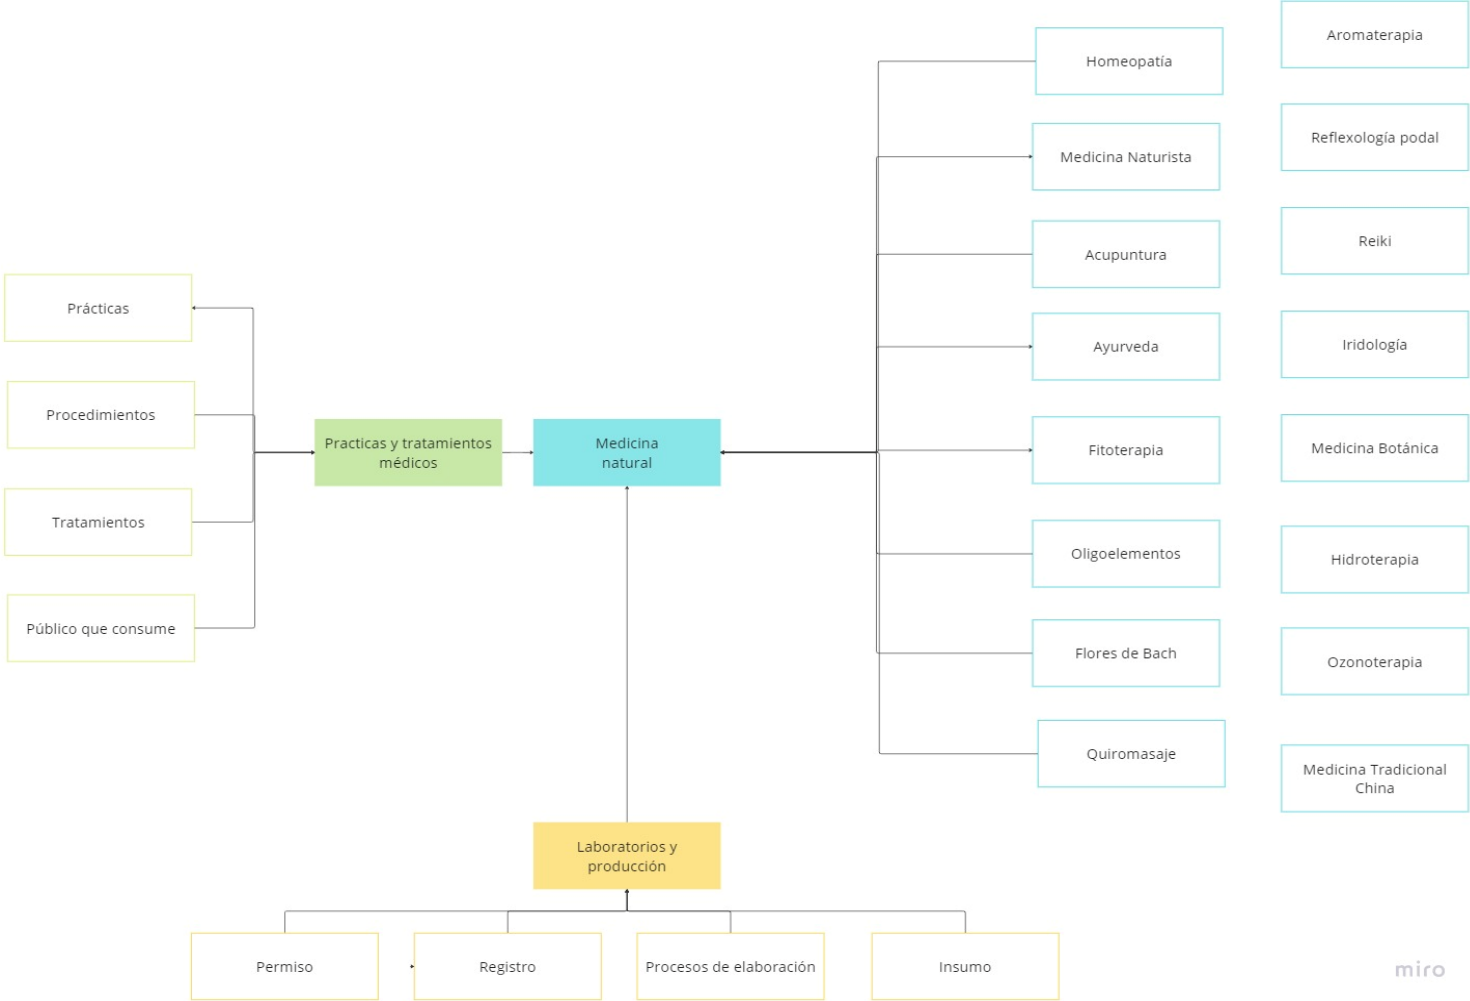 Homeopatía
Medicina Naturista
Acupuntura
Ayurveda
Fitoterapia
Oligoelementos
Flores de Bach
Quiromasaje
Aromaterapia
Reflexología podal
Reiki
Iridología
Medicina Botánica
Hidroterapia
Ozonoterapia
Medicina Tradicional
China
Prácticas
Procedimientos
Tratamientos
Público que consume
Practicas y tratamientos
médicos
Medicina
natural
Laboratorios y
producción
Permiso
Registro
Procesos de elaboración
Insumo
miro